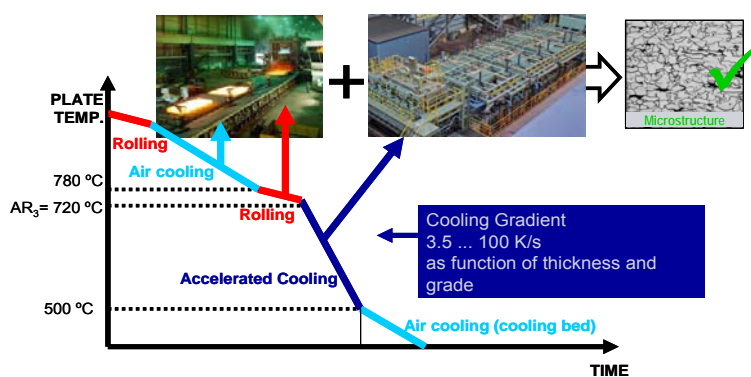 PLATE
TEMP.
Rolling
Air cooling
Microstructure
780 ºC
AR₃= 720 ºC
Rolling
Cooling Gradient
3.5 ... 100 K/s
as function of thickness and
grade
Accelerated Cooling
500 ºC
Air cooling (cooling bed)
TIME